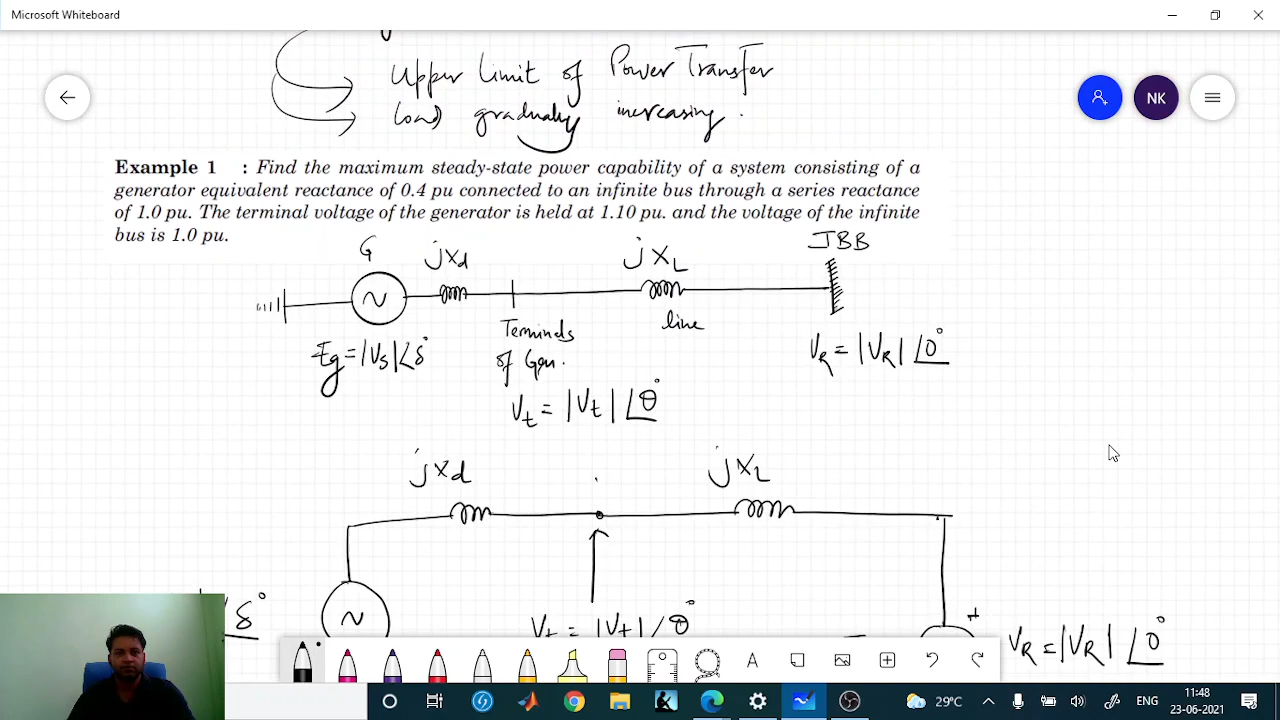 Microsoft Whiteboard
Upper Limit of Power Transfer
load gradually increasing.
NK
Example 1 : Find the maximum steady-state power capability of a system consisting of a
generator equivalent reactance of 0.4 pu connected to an infinite bus through a series reactance
of 1.0 pu. The terminal voltage of the generator is held at 1.10 pu. and the voltage of the infinite
bus is 1.0 pu.
G jXd jXL IBB
Terminals line
of Gen.
Eg = |Vs|∠δ° VR = |VR|∠0°
Vt = |Vt|∠θ°
jXd jXL
δ°
Vt = |Vt|∠θ°
+
VR = |VR|∠0°
A
29°C
ENG
11:48
23-06-2021